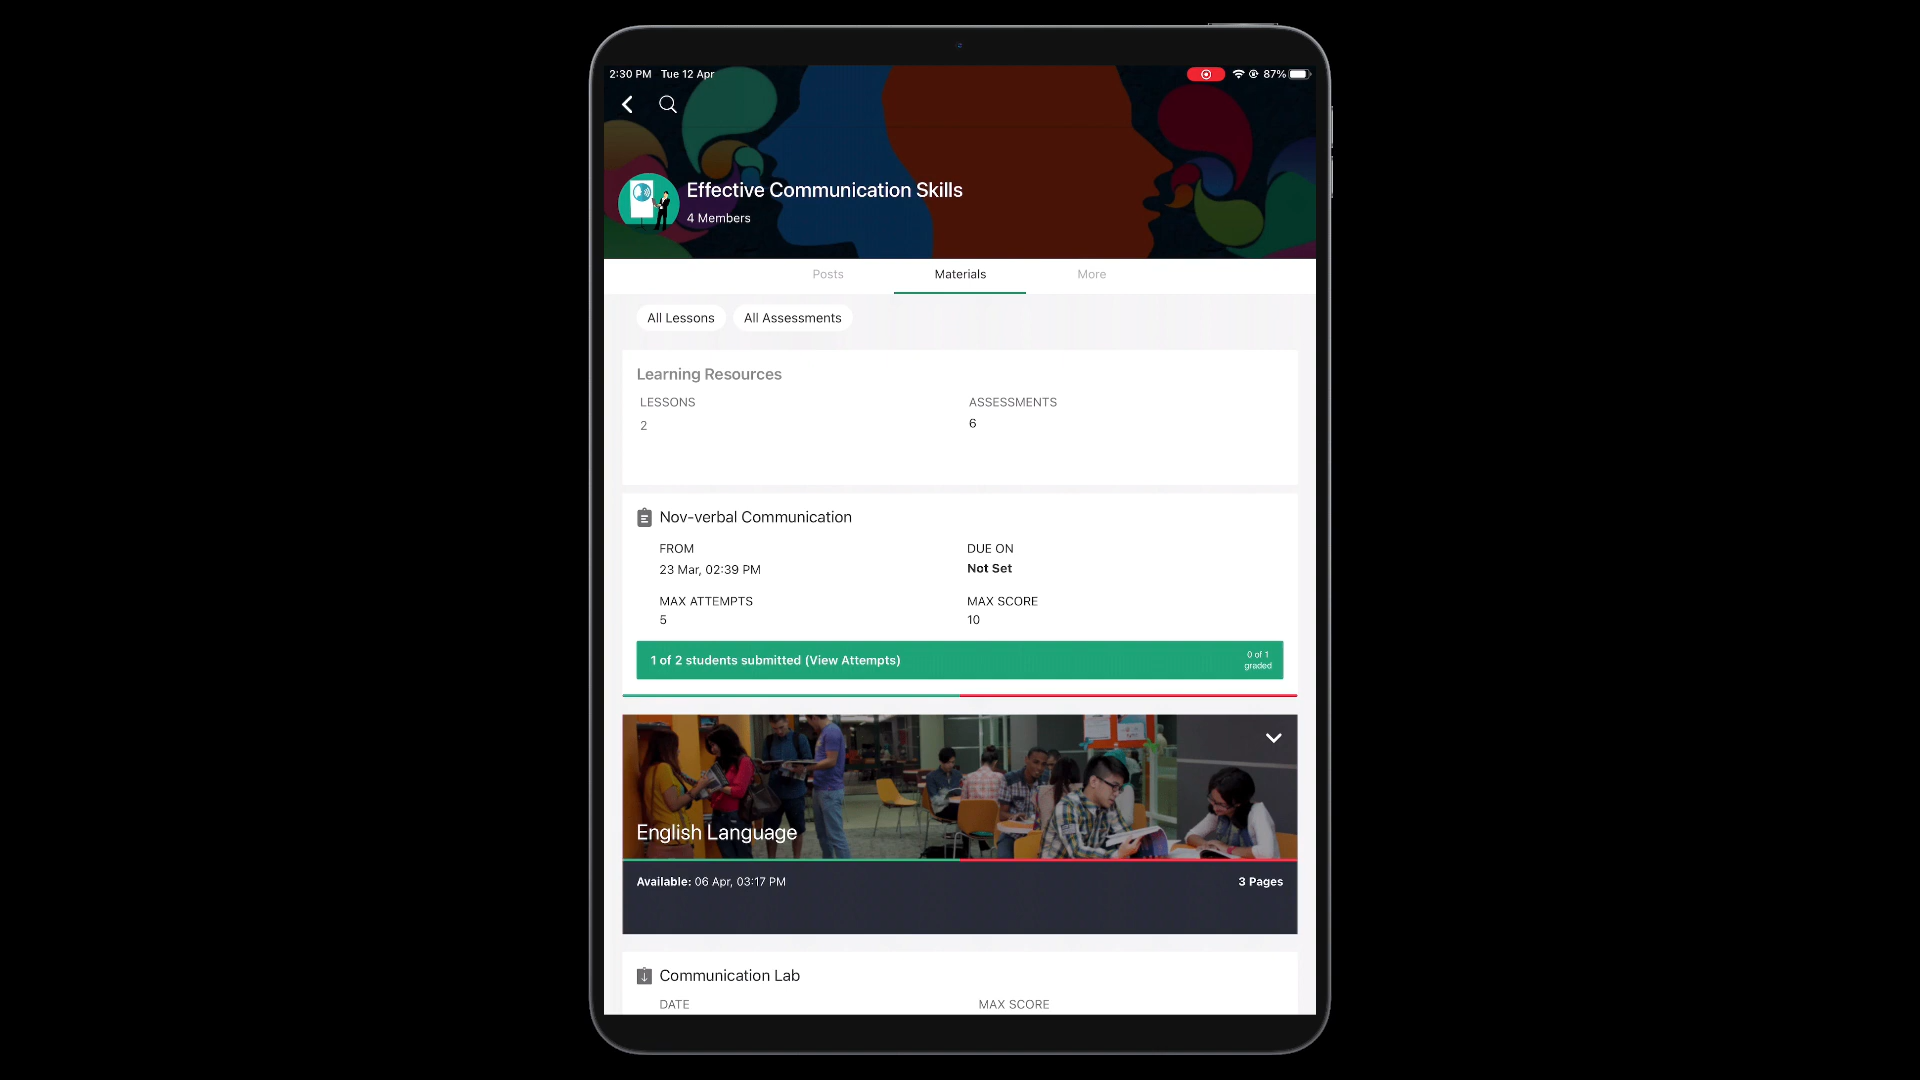 2:30 PM Tue 12 Apr 87%
Effective Communication Skills
4 Members
Posts Materials More
All Lessons All Assessments
Learning Resources
LESSONS ASSESSMENTS
2 6
Nov-verbal Communication
FROM DUE ON
23 Mar, 02:39 PM Not Set
MAX ATTEMPTS MAX SCORE
5 10
1 of 2 students submitted (View Attempts) 0 of 1
graded
English Language
Available: 06 Apr, 03:17 PM 3 Pages
Communication Lab
DATE MAX SCORE